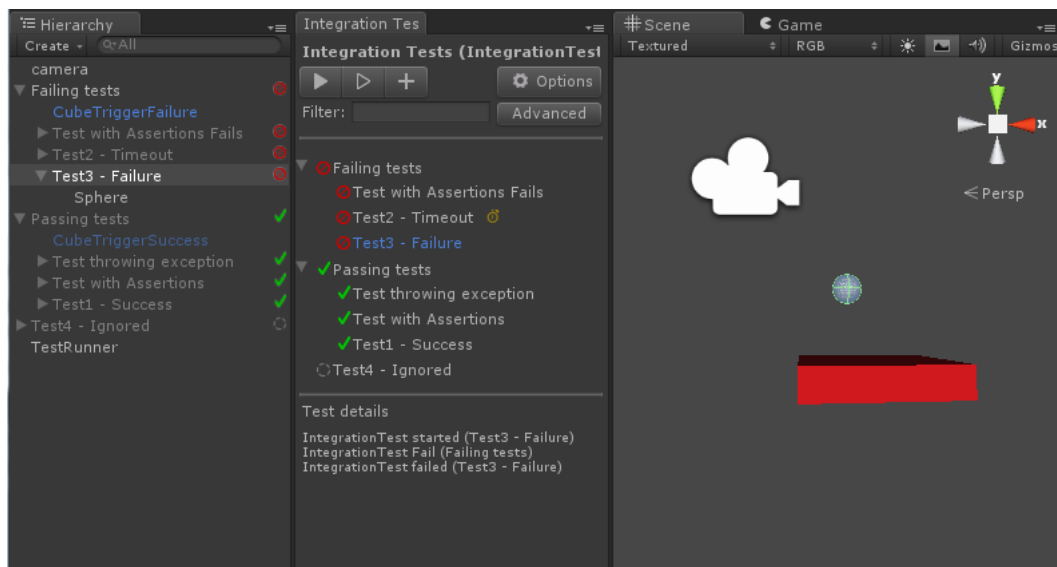 Hierarchy
Create
All
camera
Failing tests
CubeTriggerFailure
Test with Assertions Fails
Test2 - Timeout
Test3 - Failure
Sphere
Passing tests
CubeTriggerSuccess
Test throwing exception
Test with Assertions
Test1 - Success
Test4 - Ignored
TestRunner
Integration Tes
Integration Tests (IntegrationTest
Options
Filter:
Advanced
Failing tests
Test with Assertions Fails
Test2 - Timeout
Test3 - Failure
Passing tests
Test throwing exception
Test with Assertions
Test1 - Success
Test4 - Ignored
Test details
IntegrationTest started (Test3 - Failure)
IntegrationTest Fail (Failing tests)
IntegrationTest failed (Test3 - Failure)
Scene
Game
Textured
RGB
Gizmos
y
x
Persp